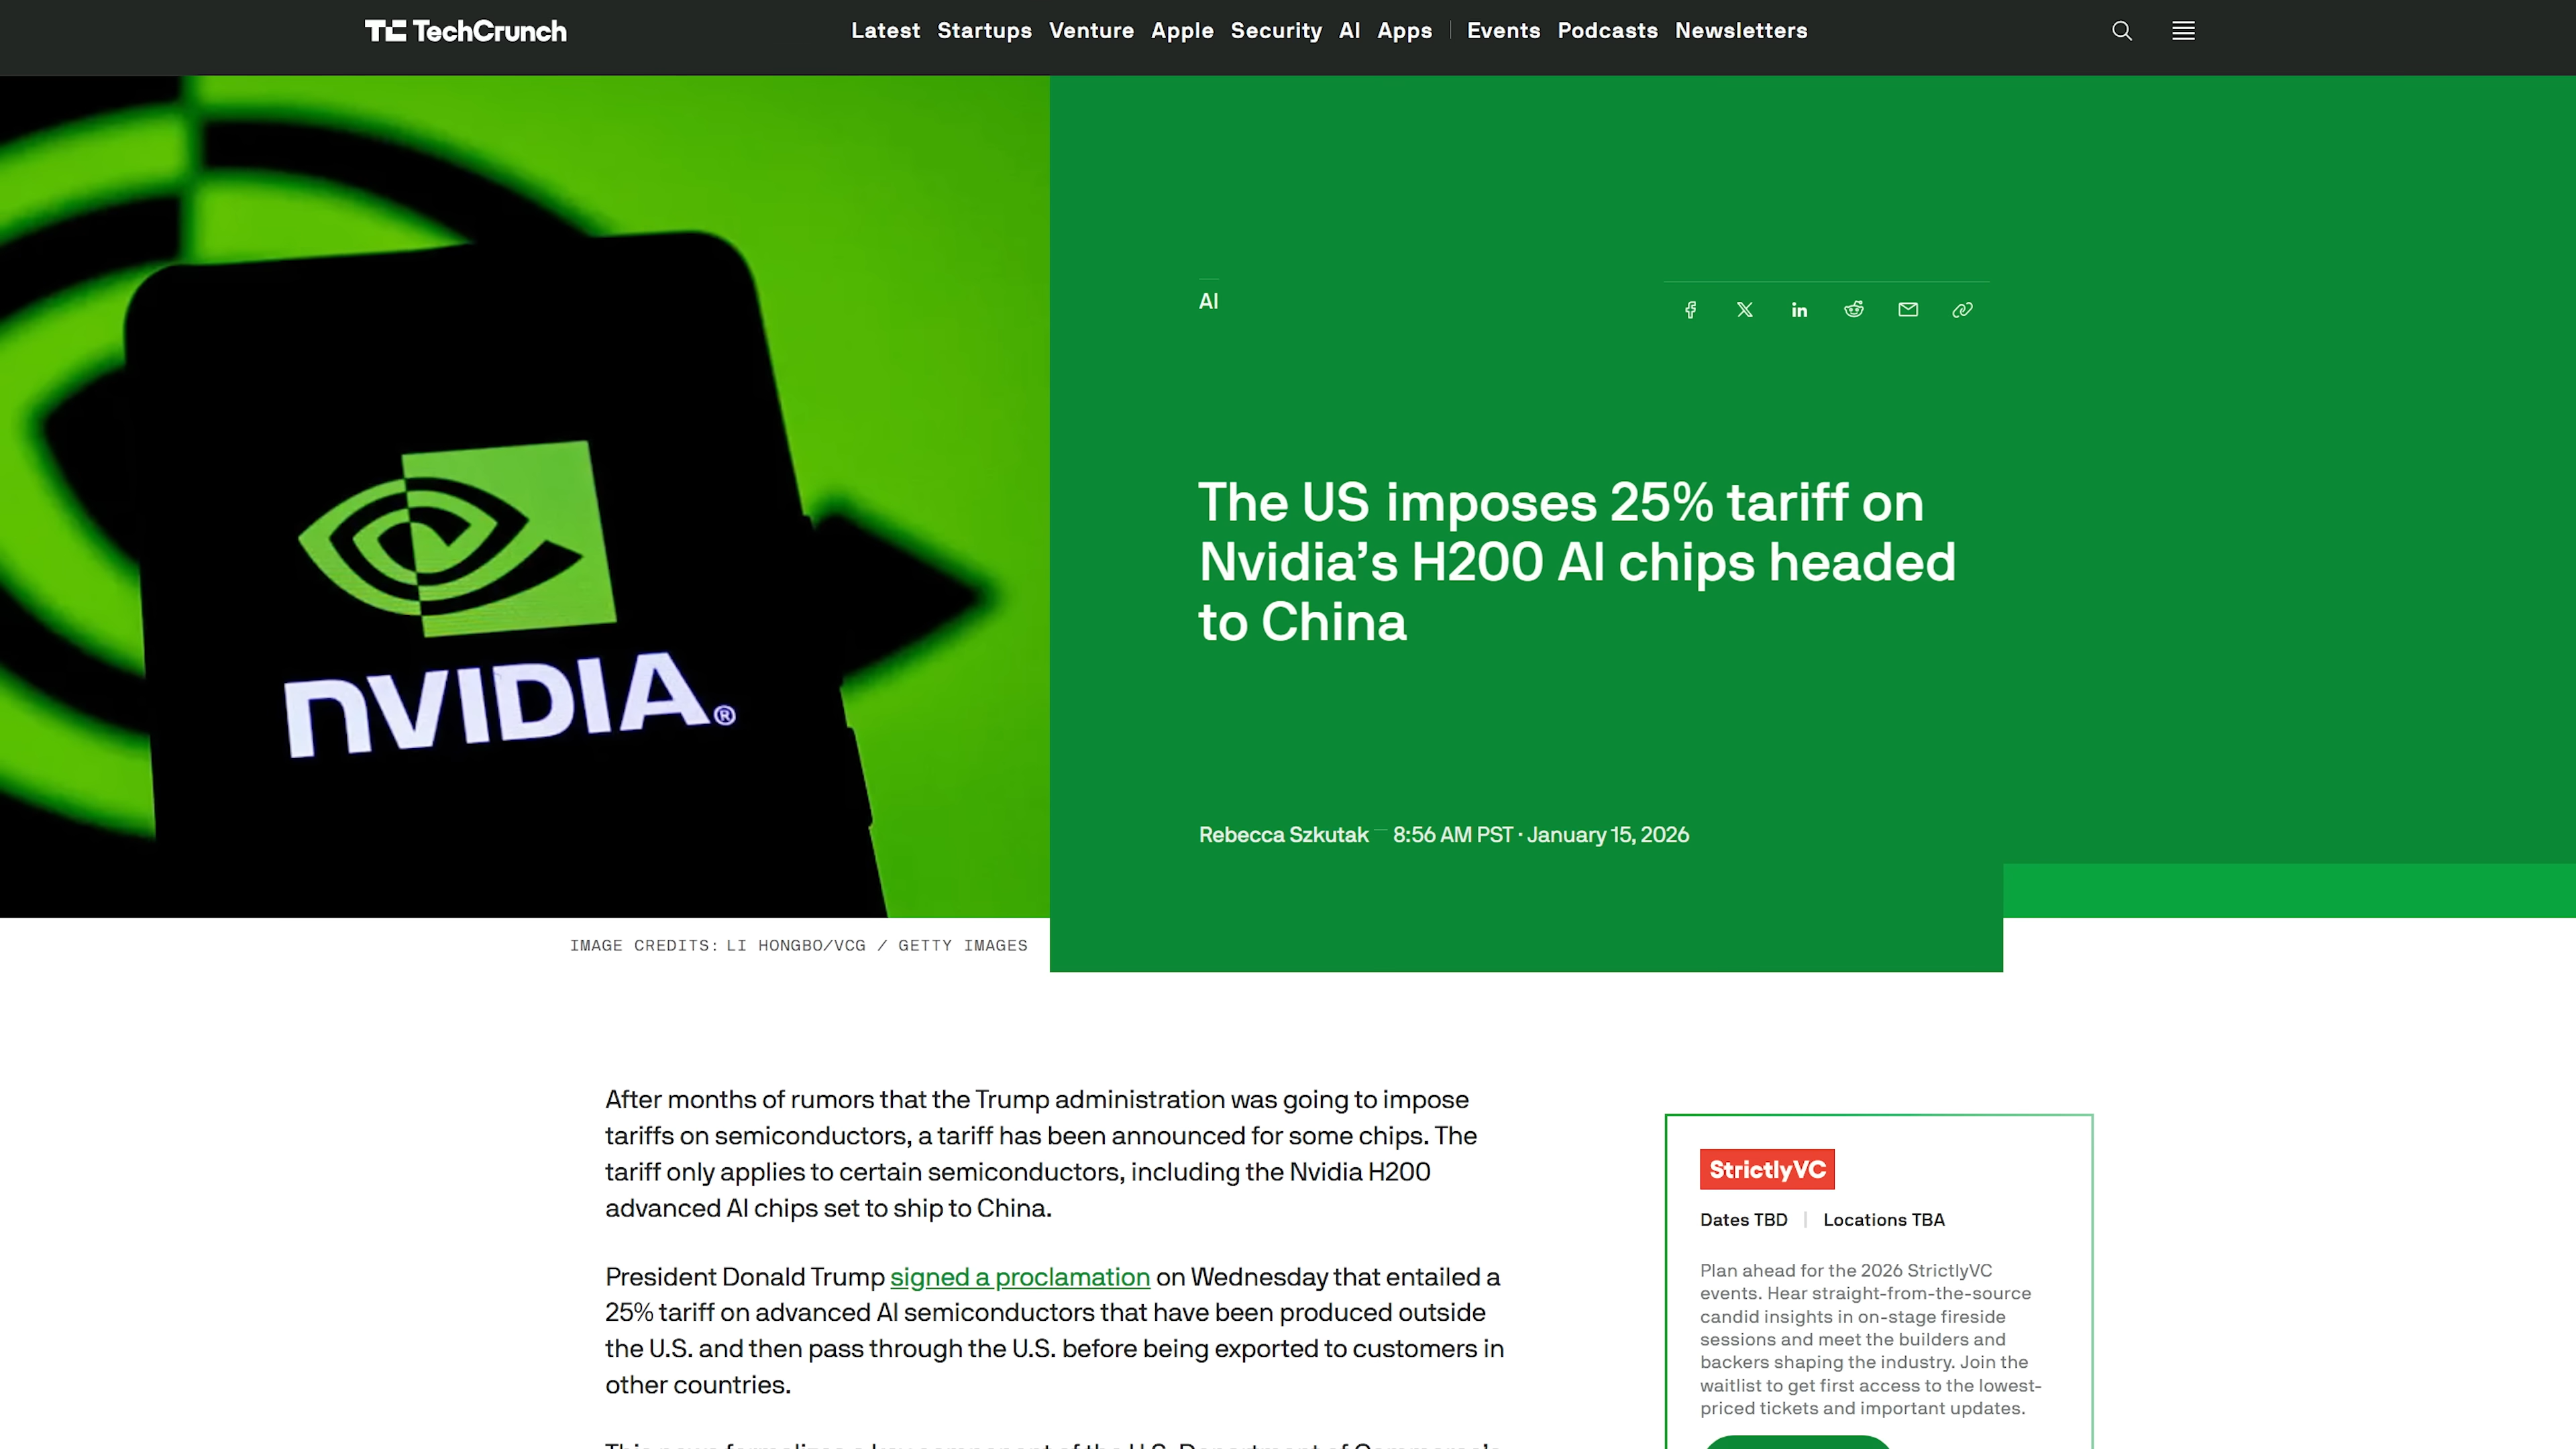 TechCrunch
Latest Startups Venture Apple Security AI Apps Events Podcasts Newsletters
AI
The US imposes 25% tariff on
Nvidia’s H200 AI chips headed
to China
nVIDIA®
Rebecca Szkutak — 8:56 AM PST · January 15, 2026
IMAGE CREDITS: LI HONGBO/VCG / GETTY IMAGES
After months of rumors that the Trump administration was going to impose
tariffs on semiconductors, a tariff has been announced for some chips. The
tariff only applies to certain semiconductors, including the Nvidia H200
advanced AI chips set to ship to China.
President Donald Trump signed a proclamation on Wednesday that entailed a
25% tariff on advanced AI semiconductors that have been produced outside
the U.S. and then pass through the U.S. before being exported to customers in
other countries.
StrictlyVC
Dates TBD | Locations TBA
Plan ahead for the 2026 StrictlyVC
events. Hear straight-from-the-source
candid insights in on-stage fireside
sessions and meet the builders and
backers shaping the industry. Join the
waitlist to get first access to the lowest-
priced tickets and important updates.